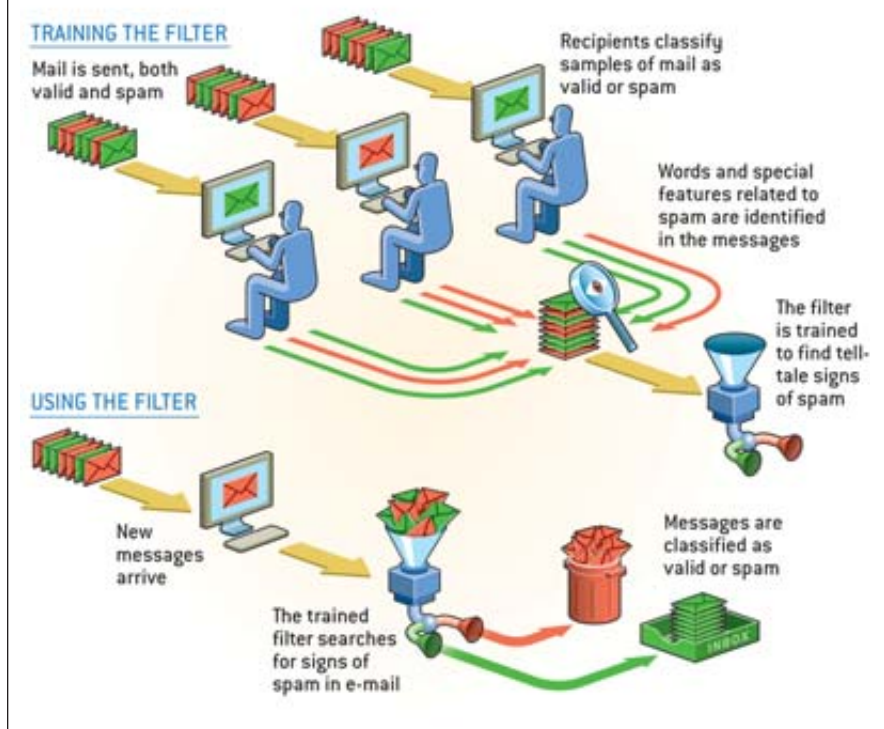 TRAINING THE FILTER
Mail is sent, both
valid and spam
Recipients classify
samples of mail as
valid or spam
Words and special
features related to
spam are identified
in the messages
The filter
is trained
to find tell-
tale signs
of spam
USING THE FILTER
New
messages
arrive
The trained
filter searches
for signs of
spam in e-mail
Messages are
classified as
valid or spam
INBOX